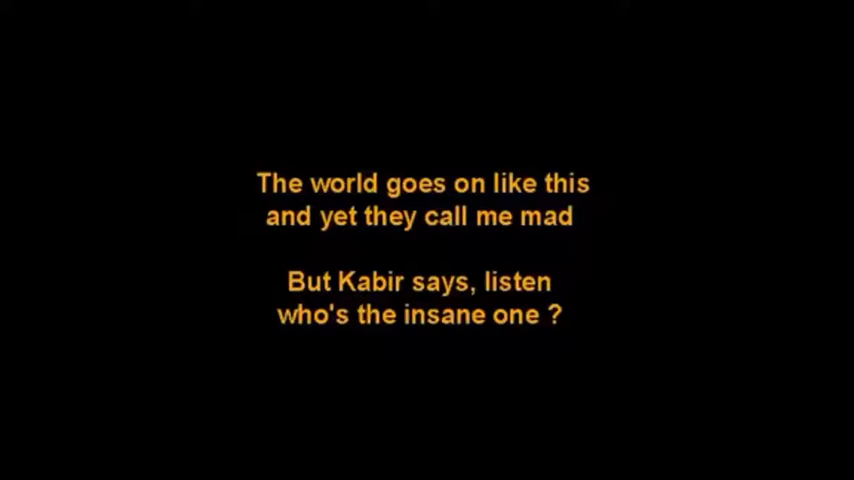 The world goes on like this
and yet they call me mad
But Kabir says, listen
who's the insane one ?